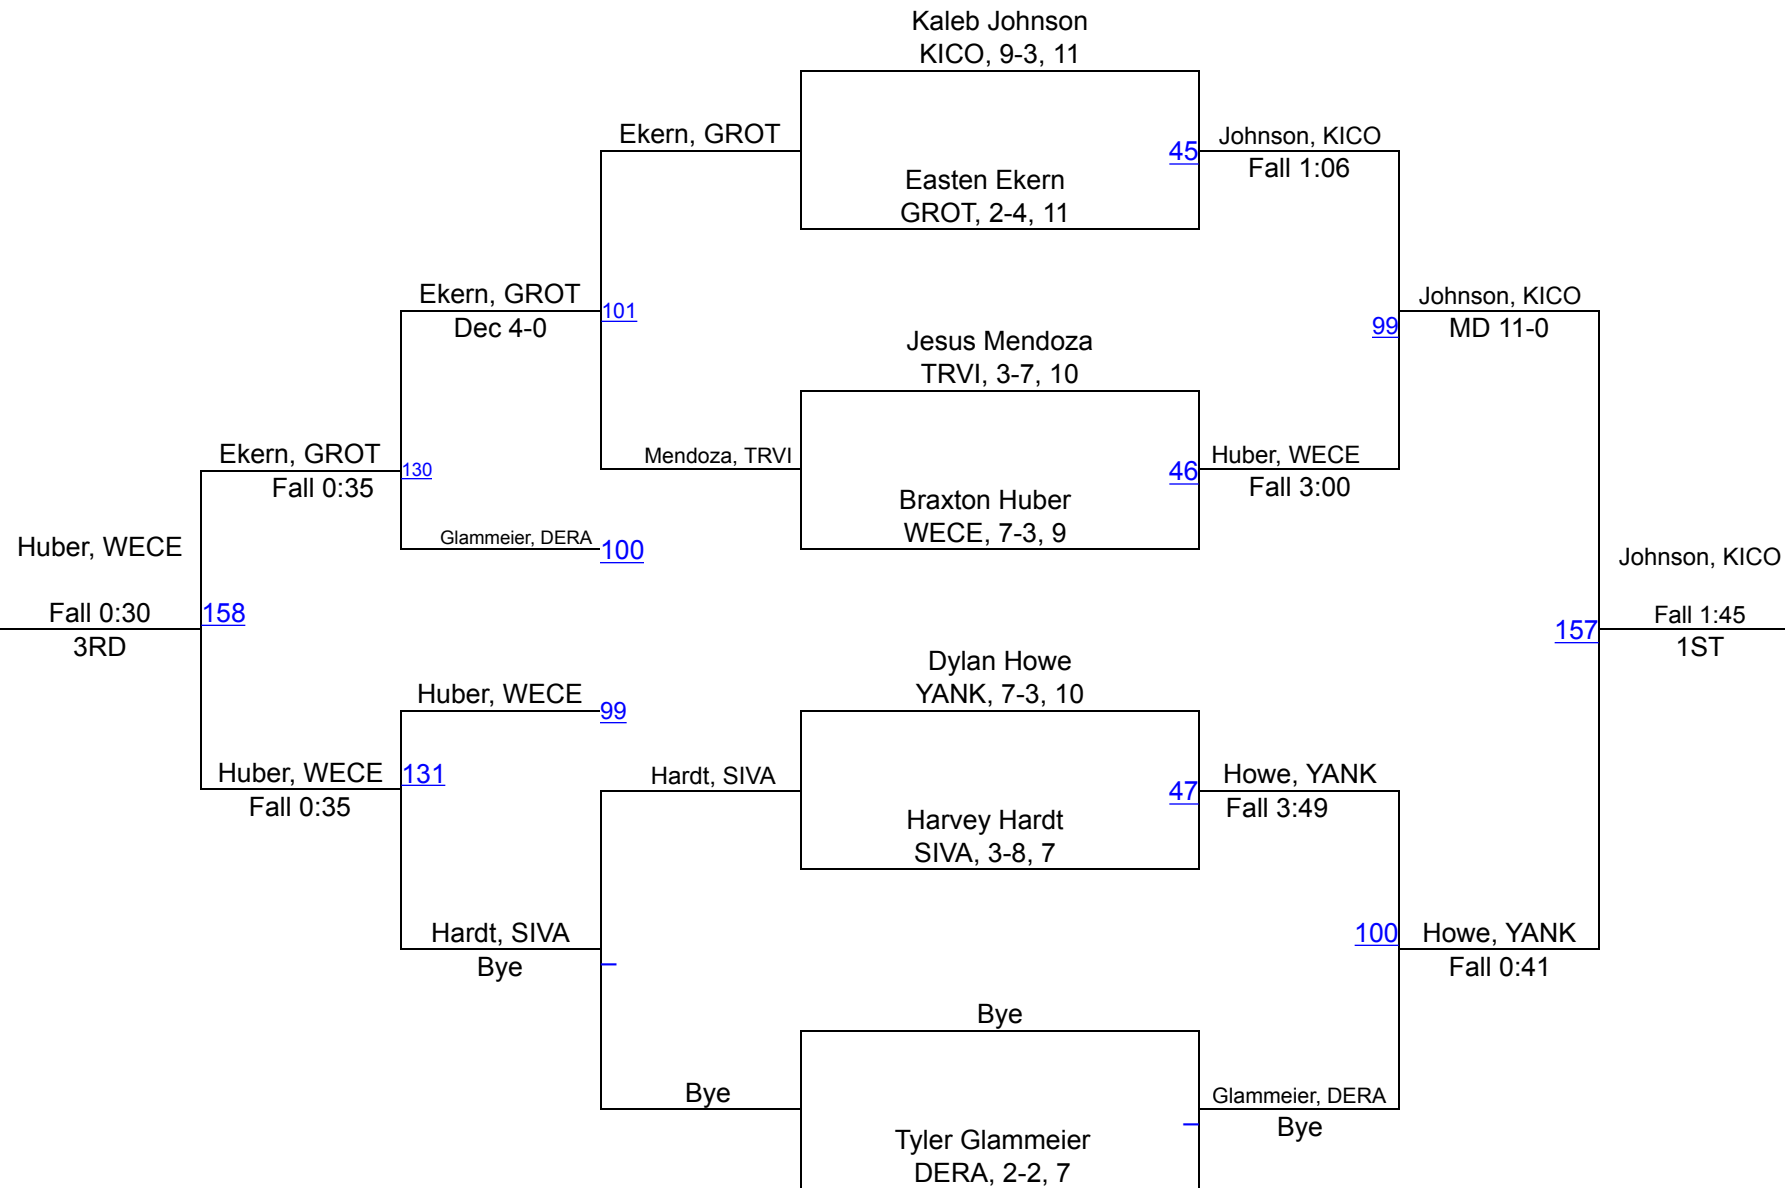 Kaleb Johnson
KICO, 9-3, 11
Ekern, GROT
45
Johnson, KICO
Fall 1:06
Easten Ekern
GROT, 2-4, 11
Ekern, GROT
Dec 4-0
101
Johnson, KICO
MD 11-0
99
Jesus Mendoza
TRVI, 3-7, 10
Mendoza, TRVI
46
Huber, WECE
Fall 3:00
Ekern, GROT
Fall 0:35
130
Braxton Huber
WECE, 7-3, 9
Glammeier, DERA
100
Huber, WECE
Fall 0:30
3RD
158
Johnson, KICO
Fall 1:45
1ST
157
Dylan Howe
YANK, 7-3, 10
Huber, WECE
99
Huber, WECE
Fall 0:35
131
Hardt, SIVA
47
Howe, YANK
Fall 3:49
Harvey Hardt
SIVA, 3-8, 7
Hardt, SIVA
Bye
100
Howe, YANK
Fall 0:41
Bye
Bye
Glammeier, DERA
Bye
Tyler Glammeier
DERA, 2-2, 7